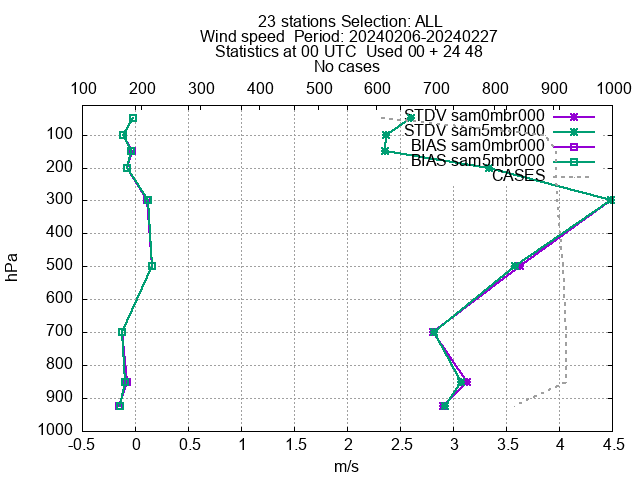 23 stations Selection: ALL
Wind speed  Period: 20240206-20240227
Statistics at 00 UTC  Used 00 + 24 48
No cases
100 200 300 400 500 600 700 800 900 1000
STDV sam0mbr000
STDV sam5mbr000
BIAS sam0mbr000
BIAS sam5mbr000
CASES
100
200
300
400
500
600
700
800
900
1000
hPa
-0.5 0 0.5 1 1.5 2 2.5 3 3.5 4 4.5
m/s